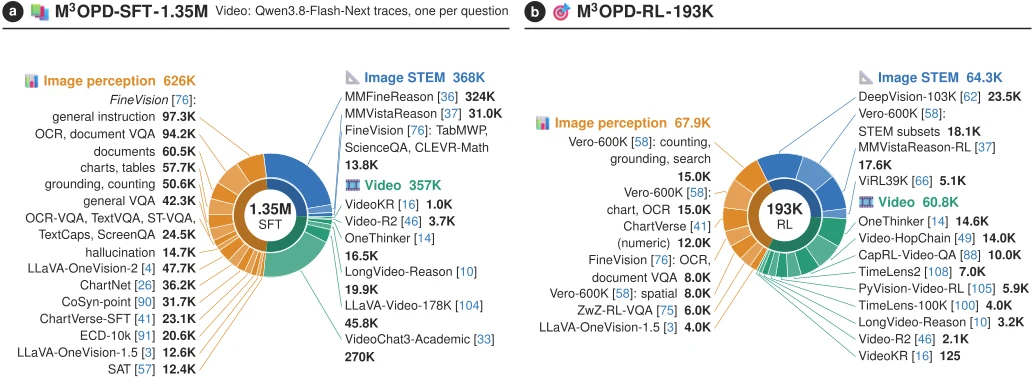 a M³OPD-SFT-1.35M Video: Qwen3.8-Flash-Next traces, one per question
Image perception 626K
FineVision [76]:
general instruction 97.3K
OCR, document VQA 94.2K
documents 60.5K
charts, tables 57.7K
grounding, counting 50.6K
general VQA 42.3K
OCR-VQA, TextVQA, ST-VQA,
TextCaps, ScreenQA 24.5K
hallucination 14.7K
LLaVA-OneVision-2 [4] 47.7K
ChartNet [26] 36.2K
CoSyn-point [90] 31.7K
ChartVerse-SFT [41] 23.1K
ECD-10k [91] 20.6K
LLaVA-OneVision-1.5 [3] 12.6K
SAT [57] 12.4K
1.35M
SFT
Image STEM 368K
MMFineReason [36] 324K
MMVistaReason [37] 31.0K
FineVision [76]: TabMWP,
ScienceQA, CLEVR-Math
13.8K
Video 357K
VideoKR [16] 1.0K
Video-R2 [46] 3.7K
OneThinker [14]
16.5K
LongVideo-Reason [10]
19.9K
LLaVA-Video-178K [104]
45.8K
VideoChat3-Academic [33]
270K
b M³OPD-RL-193K
Image perception 67.9K
Vero-600K [58]: counting,
grounding, search
15.0K
Vero-600K [58]:
chart, OCR 15.0K
ChartVerse [41]
(numeric) 12.0K
FineVision [76]: OCR,
document VQA 8.0K
Vero-600K [58]: spatial 8.0K
ZwZ-RL-VQA [75] 6.0K
LLaVA-OneVision-1.5 [3] 4.0K
193K
RL
Image STEM 64.3K
DeepVision-103K [62] 23.5K
Vero-600K [58]:
STEM subsets 18.1K
MMVistaReason-RL [37]
17.6K
ViRL39K [66] 5.1K
Video 60.8K
OneThinker [14] 14.6K
Video-HopChain [49] 14.0K
CapRL-Video-QA [88] 10.0K
TimeLens2 [108] 7.0K
PyVision-Video-RL [105] 5.9K
TimeLens-100K [100] 4.0K
LongVideo-Reason [10] 3.2K
Video-R2 [46] 2.1K
VideoKR [16] 125